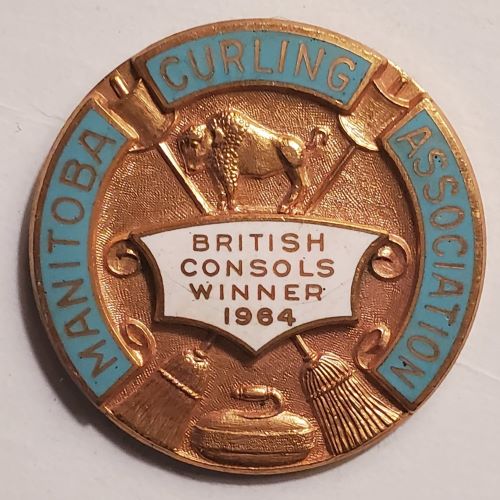 MANITOBA
CURLING
ASSOCIATION
BRITISH
CONSOLS
WINNER
1964